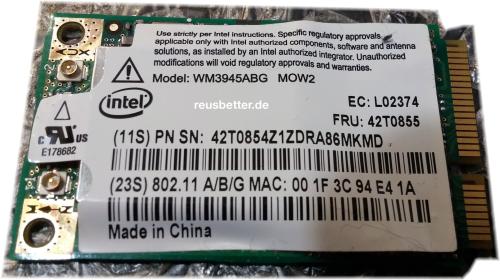 Use strictly per Intel instructions. Specific regulatory approvals
applicable only with Intel authorized components, software and antenna
solutions, as installed by an Intel authorized integrator. Unauthorized
modifications will void regulatory approvals and warranties.
Model: WM3945ABG MOW2
intel
reusbetter.de
EC: L02374
FRU: 42T0855
c RU US
E178682
(11S) PN SN: 42T0854Z1ZDRA86MKMD
(23S) 802.11 A/B/G MAC: 00 1F 3C 94 E4 1A
Made in China